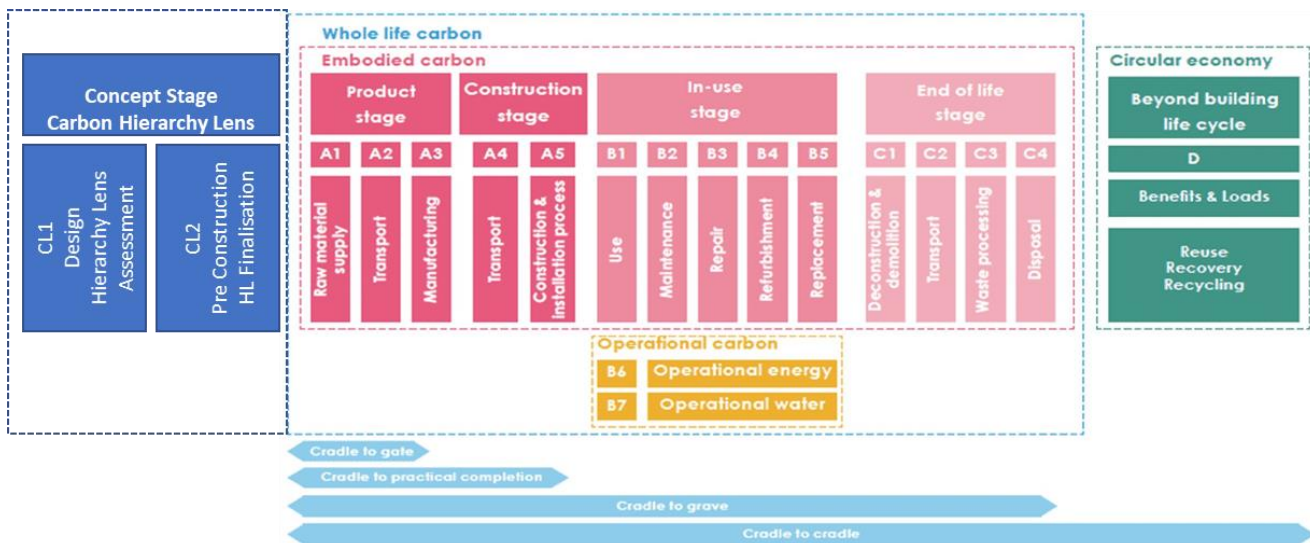 Concept Stage
Carbon Hierarchy Lens
CL1
Design
Hierarchy Lens
Assessment
CL2
Pre Construction
HL Finalisation
Whole life carbon
Embodied carbon
Product
stage
Construction
stage
In-use
stage
End of life
stage
A1
A2
A3
A4
A5
B1
B2
B3
B4
B5
C1
C2
C3
C4
Raw material
supply
Transport
Manufacturing
Transport
Construction &
installation process
Use
Maintenance
Repair
Refurbishment
Replacement
Deconstruction &
demolition
Transport
Waste processing
Disposal
Operational carbon
B6
Operational energy
B7
Operational water
Circular economy
Beyond building
life cycle
D
Benefits & Loads
Reuse
Recovery
Recycling
Cradle to gate
Cradle to practical completion
Cradle to grave
Cradle to cradle